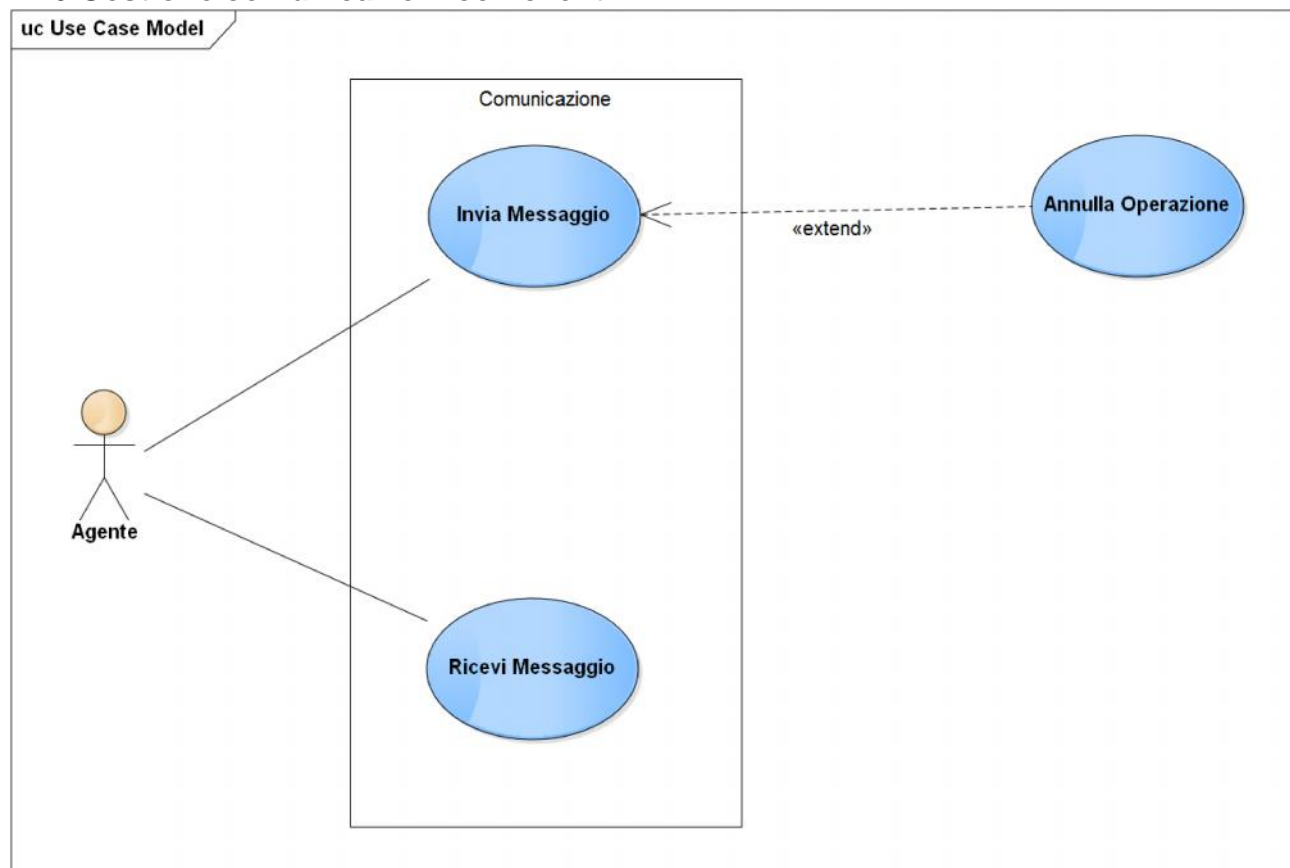 uc Use Case Model
Comunicazione
Invia Messaggio
«extend»
Annulla Operazione
Agente
Ricevi Messaggio